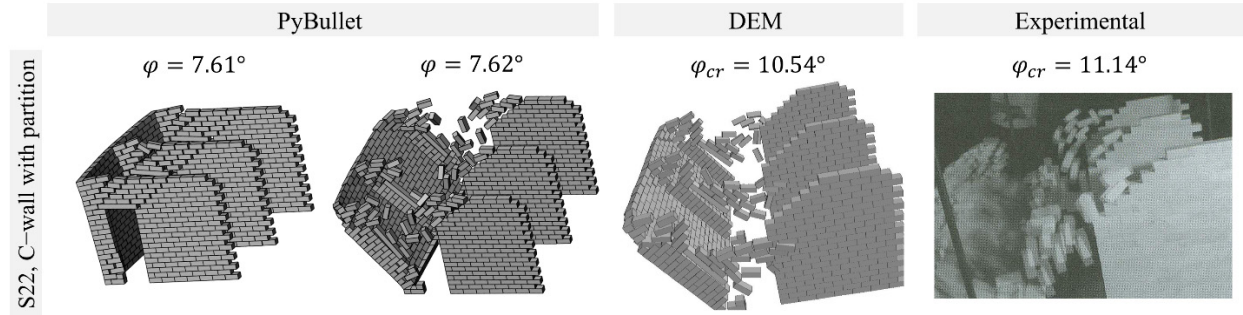 PyBullet
DEM
Experimental
S22, C−wall with partition
φ = 7.61°
φ = 7.62°
φcr = 10.54°
φcr = 11.14°